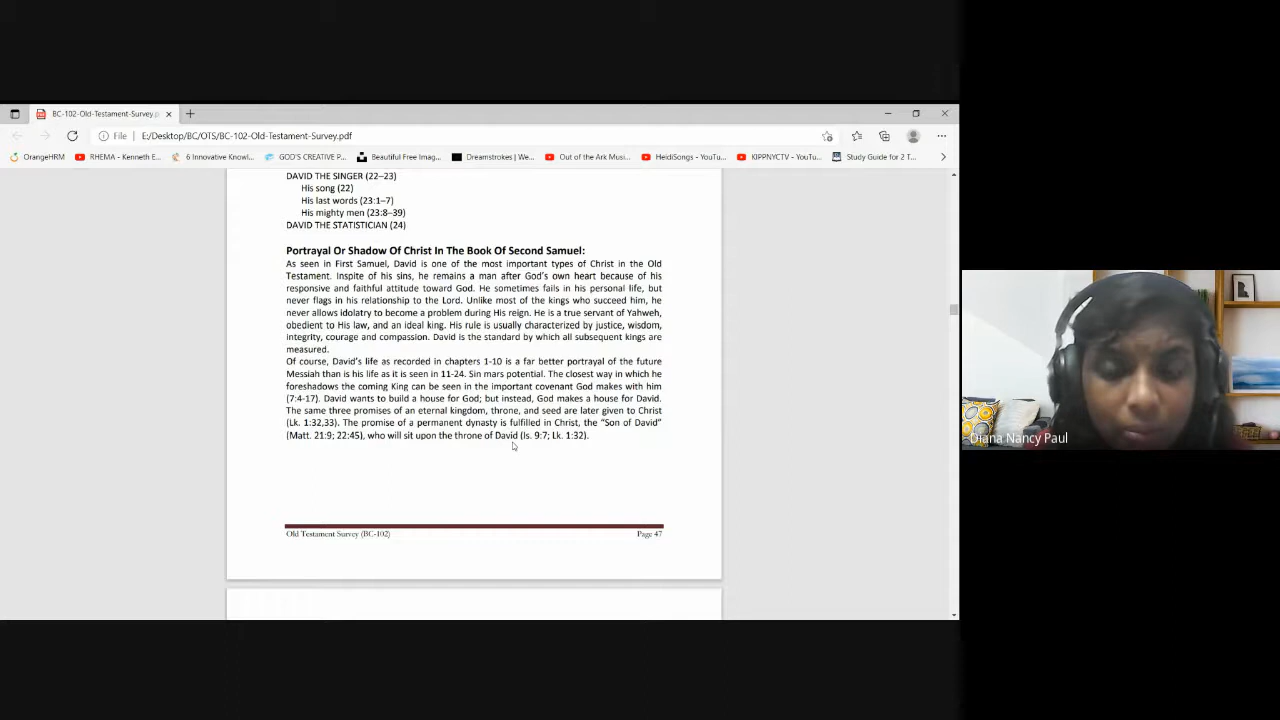 BC-102-Old-Testament-Survey.p
File E:/Desktop/BC/OTS/BC-102-Old-Testament-Survey.pdf
OrangeHRM RHEMA - Kenneth E... 6 Innovative Knowl... GOD'S CREATIVE P... Beautiful Free Imag... Dreamstrokes | We... Out of the Ark Musi... HeidiSongs - YouTu... KIPPNYCTV - YouTu... Study Guide for 2 T...
DAVID THE SINGER (22–23)
His song (22)
His last words (23:1–7)
His mighty men (23:8–39)
DAVID THE STATISTICIAN (24)
Portrayal Or Shadow Of Christ In The Book Of Second Samuel:
As seen in First Samuel, David is one of the most important types of Christ in the Old
Testament. Inspite of his sins, he remains a man after God's own heart because of his
responsive and faithful attitude toward God. He sometimes fails in his personal life, but
never flags in his relationship to the Lord. Unlike most of the kings who succeed him, he
never allows idolatry to become a problem during His reign. He is a true servant of Yahweh,
obedient to His law, and an ideal king. His rule is usually characterized by justice, wisdom,
integrity, courage and compassion. David is the standard by which all subsequent kings are
measured.
Of course, David's life as recorded in chapters 1-10 is a far better portrayal of the future
Messiah than is his life as it is seen in 11-24. Sin mars potential. The closest way in which he
foreshadows the coming King can be seen in the important covenant God makes with him
(7:4-17). David wants to build a house for God; but instead, God makes a house for David.
The same three promises of an eternal kingdom, throne, and seed are later given to Christ
(Lk. 1:32,33). The promise of a permanent dynasty is fulfilled in Christ, the "Son of David"
(Matt. 21:9; 22:45), who will sit upon the throne of David (Is. 9:7; Lk. 1:32).
Old Testament Survey (BC-102) Page 47
Diana Nancy Paul